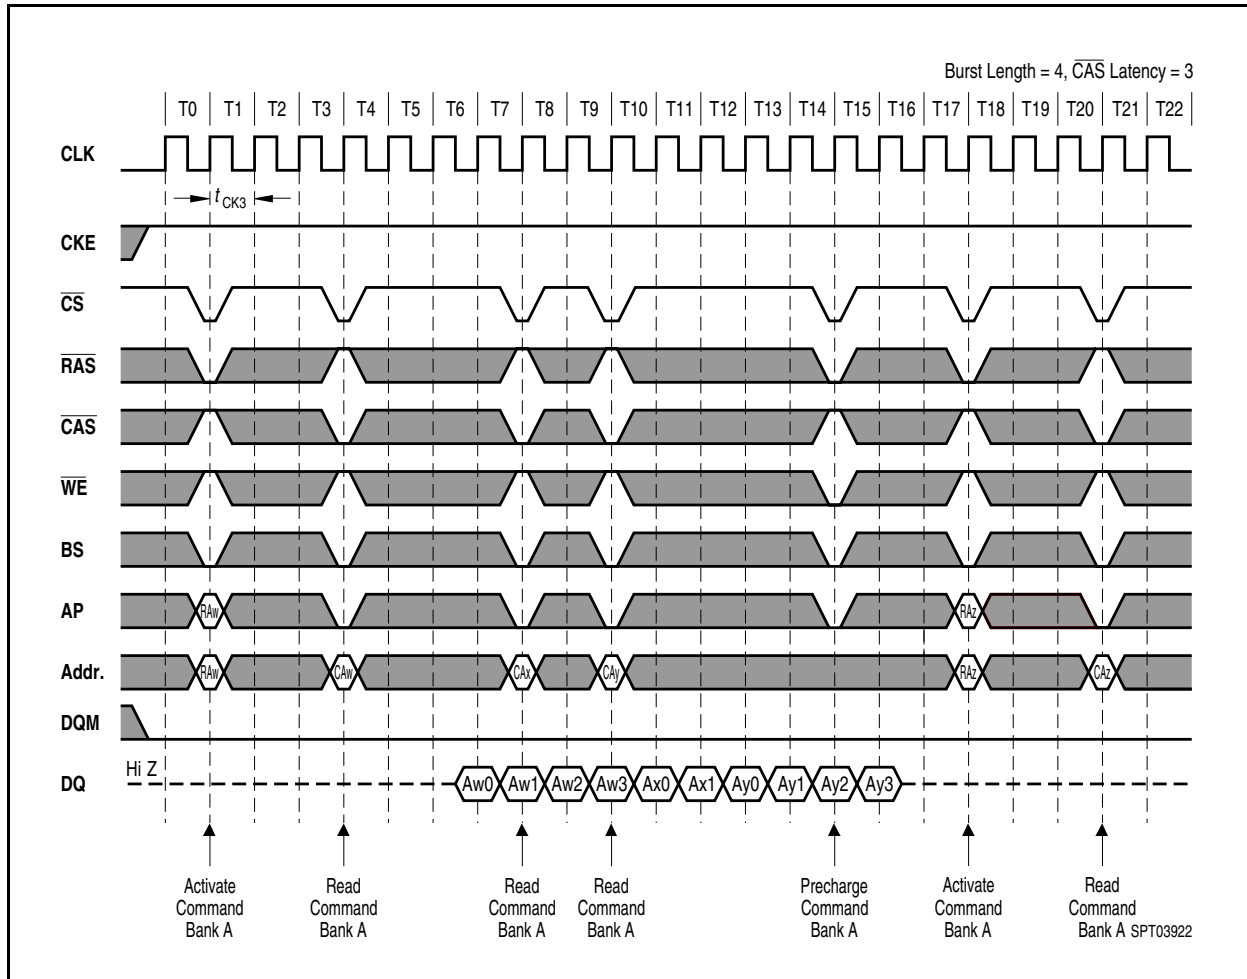 Burst Length = 4, CAS Latency = 3
T0 T1 T2 T3 T4 T5 T6 T7 T8 T9 T10 T11 T12 T13 T14 T15 T16 T17 T18 T19 T20 T21 T22
CLK
t CK3
CKE
CS
RAS
CAS
WE
BS
AP RAw RAz
Addr. RAw CAw CAx CAy RAz CAz
DQM
Hi Z
DQ Aw0 Aw1 Aw2 Aw3 Ax0 Ax1 Ay0 Ay1 Ay2 Ay3
Activate Read Read Read Precharge Activate Read
Command Command Command Command Command Command Command
Bank A Bank A Bank A Bank A Bank A Bank A Bank A SPT03922